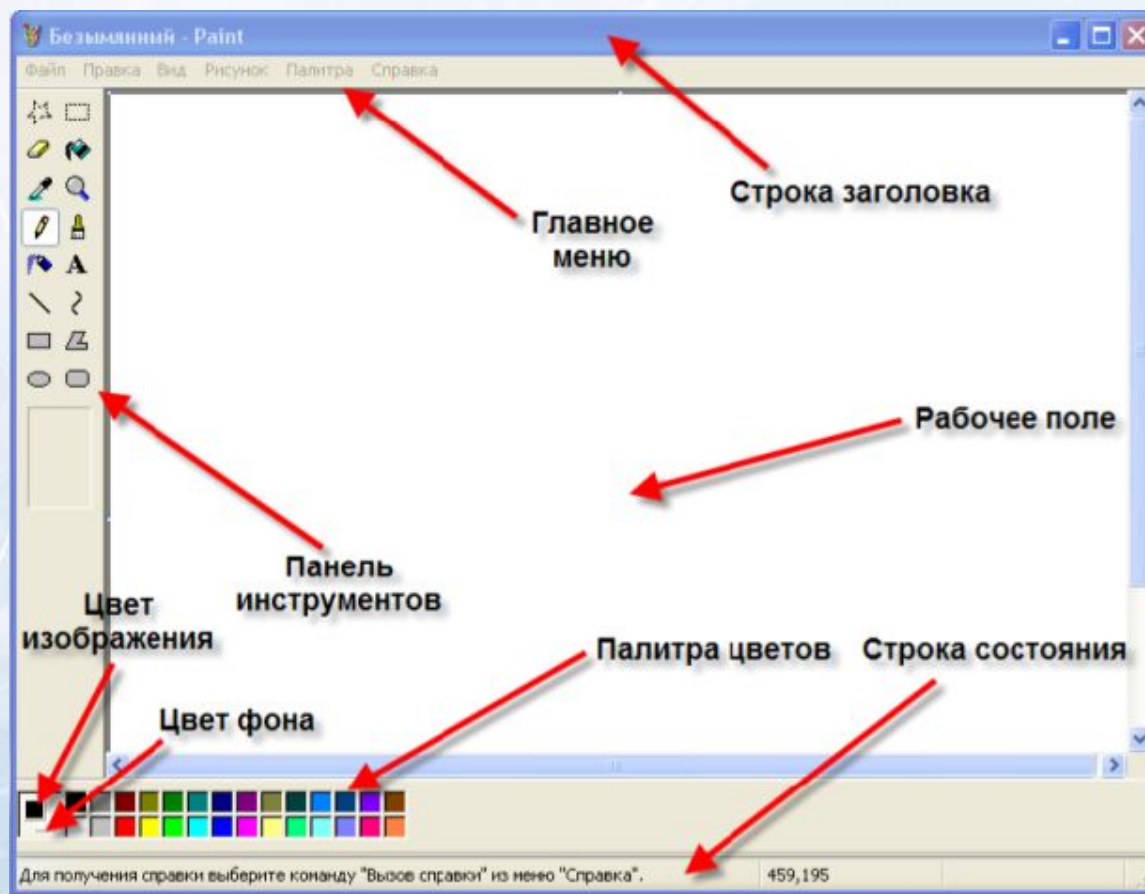 Безымянный - Paint
Файл Правка Вид Рисунок Палитра Справка
Строка заголовка
Главное
меню
A
Рабочее поле
Панель
инструментов
Цвет
изображения
Палитра цветов
Строка состояния
Цвет фона
Для получения справки выберите команду "Вызов справки" из меню "Справка".
459,195